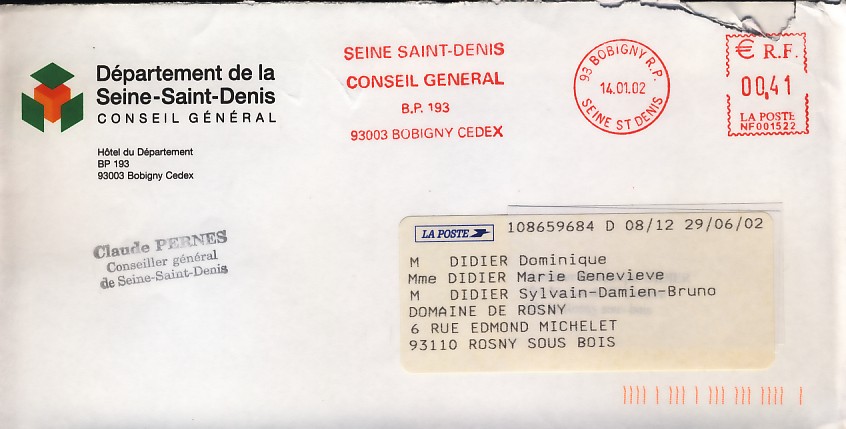 Département de la
Seine-Saint-Denis
CONSEIL GÉNÉRAL
Hôtel du Département
BP 193
93003 Bobigny Cedex
SEINE SAINT-DENIS
CONSEIL GENERAL
B.P. 193
93003 BOBIGNY CEDEX
93 BOBIGNY R.P.
14.01.02
SEINE ST DENIS
€ R.F.
00,41
LA POSTE
NF001522
Claude PERNES
Conseiller général
de Seine-Saint-Denis
LA POSTE 108659684 D 08/12 29/06/02
M DIDIER Dominique
Mme DIDIER Marie Genevieve
M DIDIER Sylvain-Damien-Bruno
DOMAINE DE ROSNY
6 RUE EDMOND MICHELET
93110 ROSNY SOUS BOIS